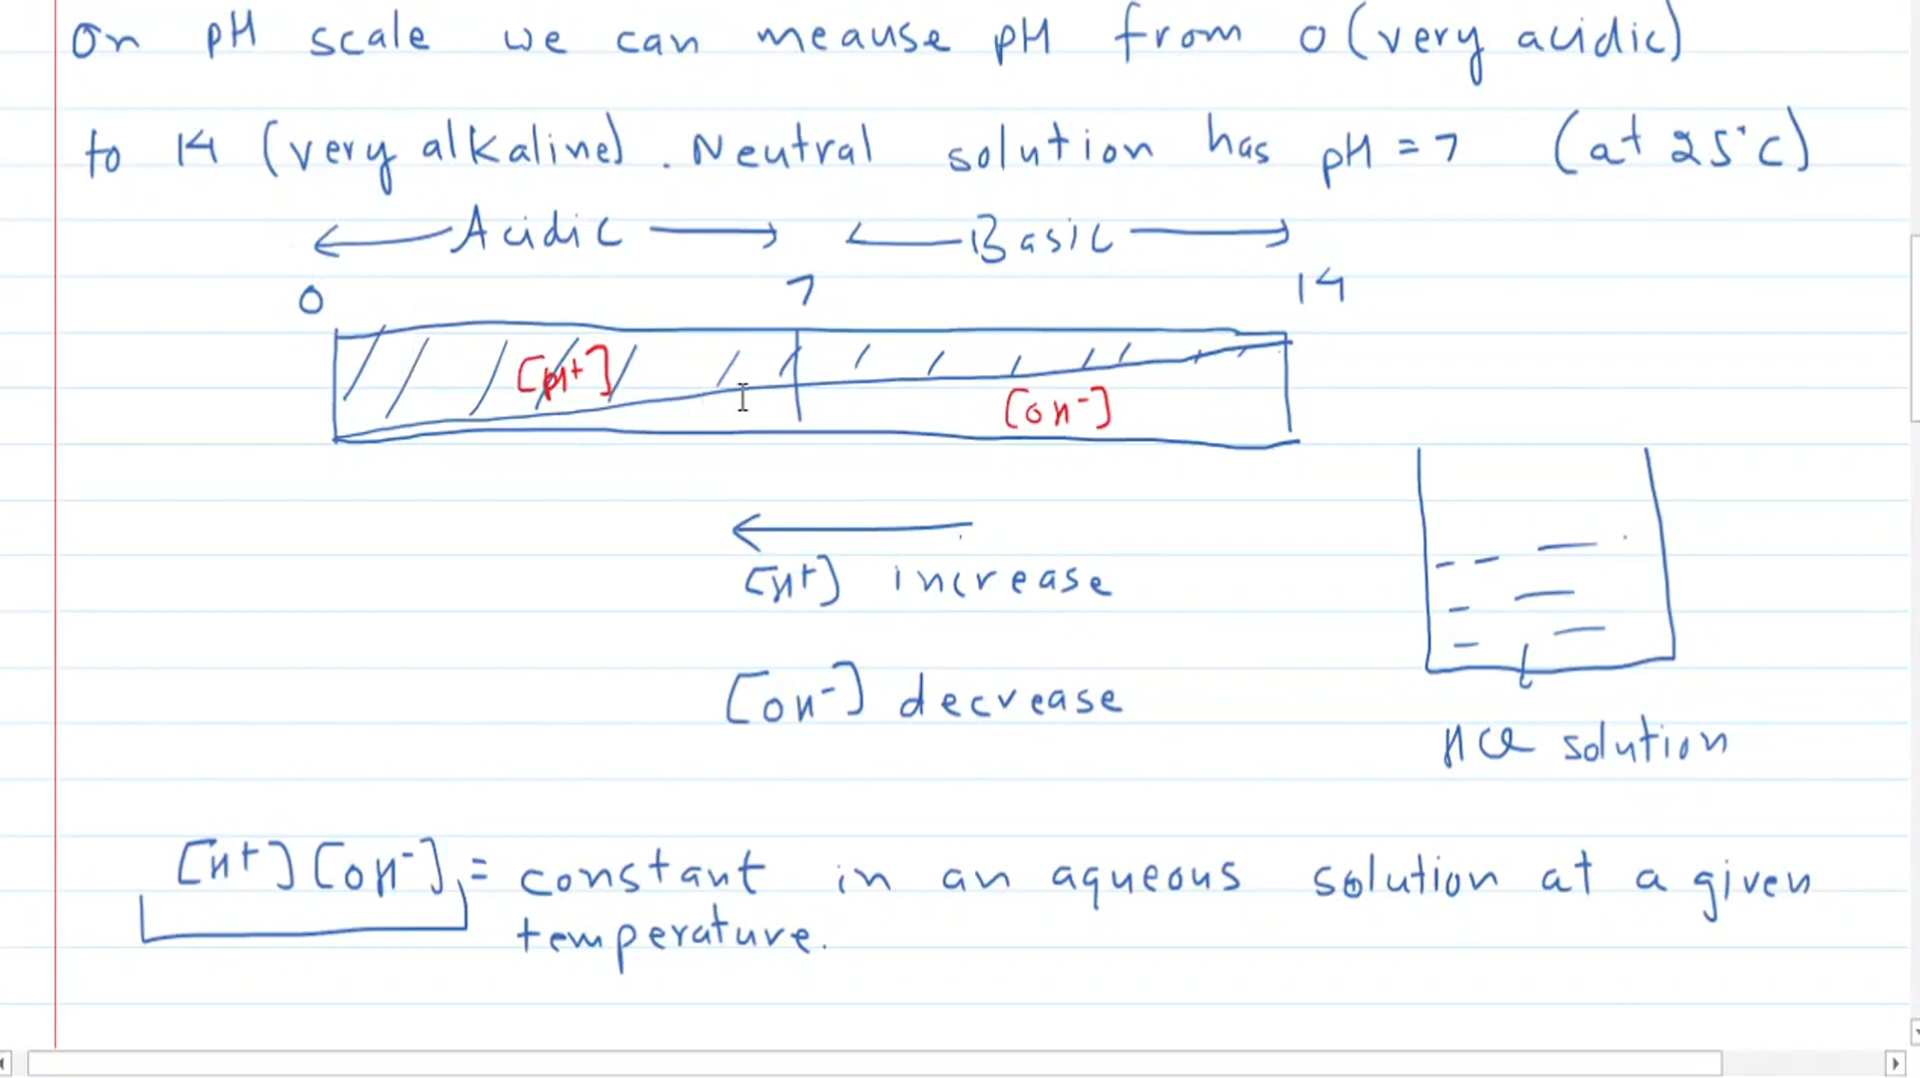 On pH scale we can meause pH from 0 (very acidic)
to 14 (very alkaline). Neutral solution has pH = 7 (at 25°C)
Acidic Basic
0 7 14
[H+]
[OH-]
[H+] increase
[OH-] decrease
HCl solution
[H+] [OH-] = constant in an aqueous solution at a given
temperature.